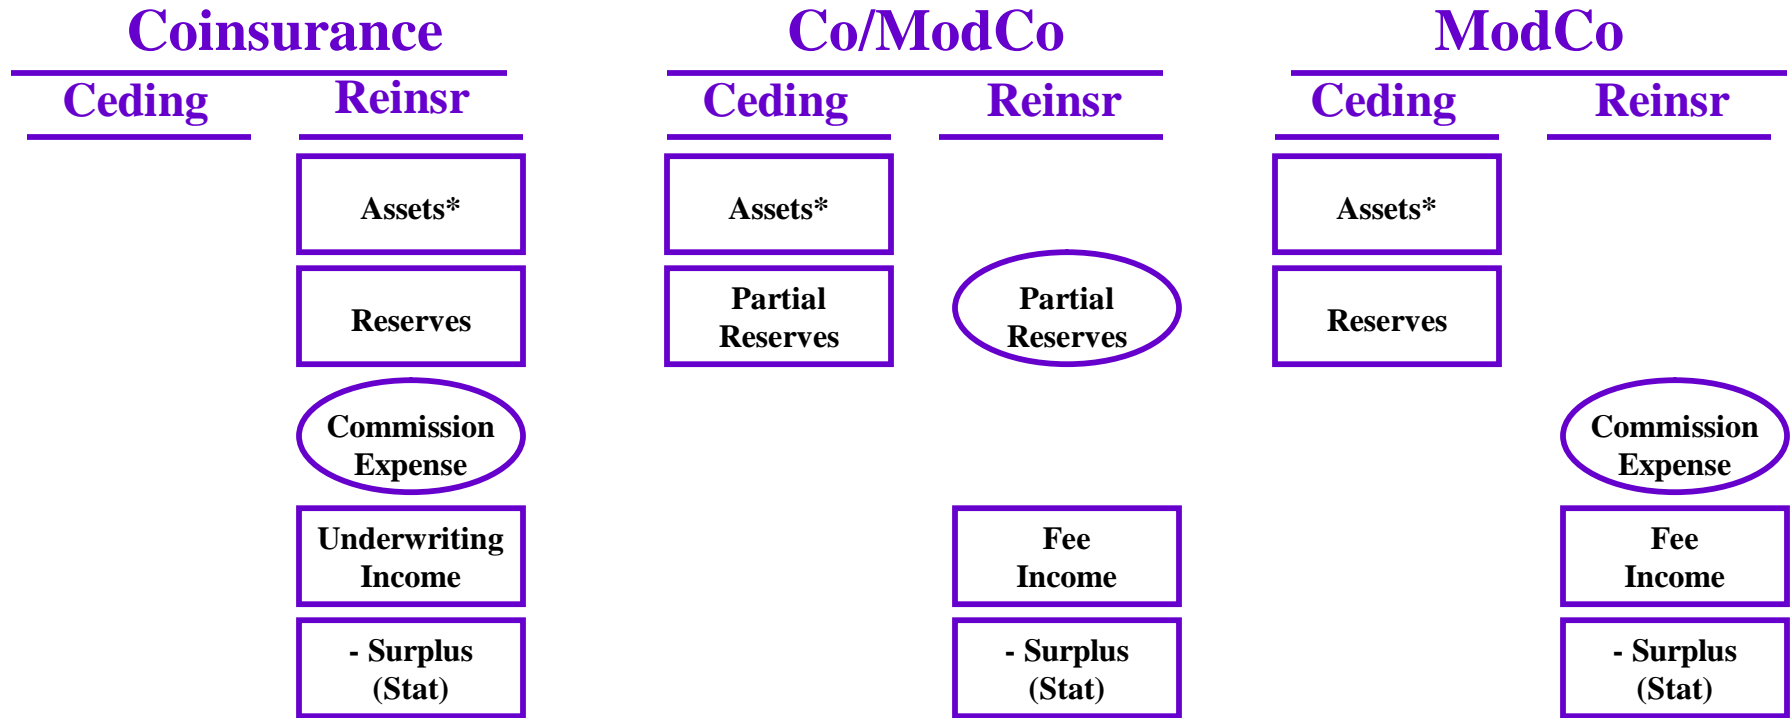 Coinsurance
Co/ModCo
ModCo
Ceding
Reinsr
Ceding
Reinsr
Ceding
Reinsr
Assets*
Assets*
Assets*
Reserves
Partial
Reserves
Partial
Reserves
Reserves
Commission
Expense
Commission
Expense
Underwriting
Income
Fee
Income
Fee
Income
- Surplus
(Stat)
- Surplus
(Stat)
- Surplus
(Stat)